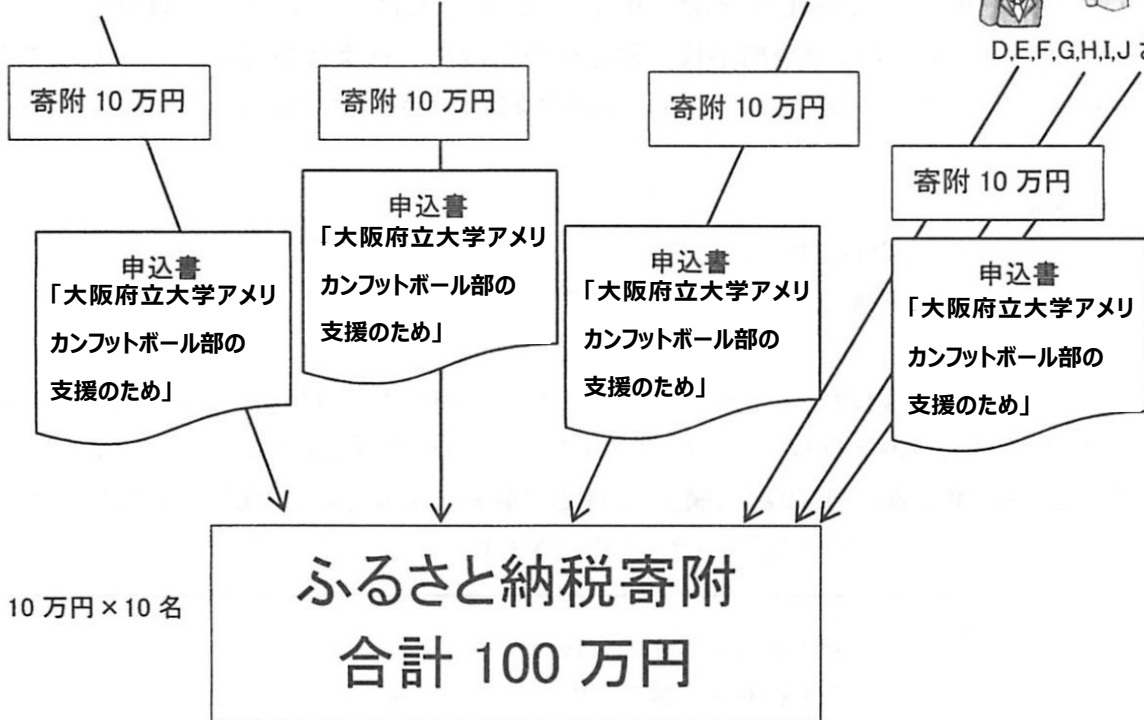 D,E,F,G,H,I,J
寄附 10 万円
寄附 10 万円
寄附 10 万円
寄附 10 万円
申込書
「大阪府立大学アメリ
カンフットボール部の
支援のため」
申込書
「大阪府立大学アメリ
カンフットボール部の
支援のため」
申込書
「大阪府立大学アメリ
カンフットボール部の
支援のため」
申込書
「大阪府立大学アメリ
カンフットボール部の
支援のため」
10 万円×10 名
ふるさと納税寄附
合計 100 万円